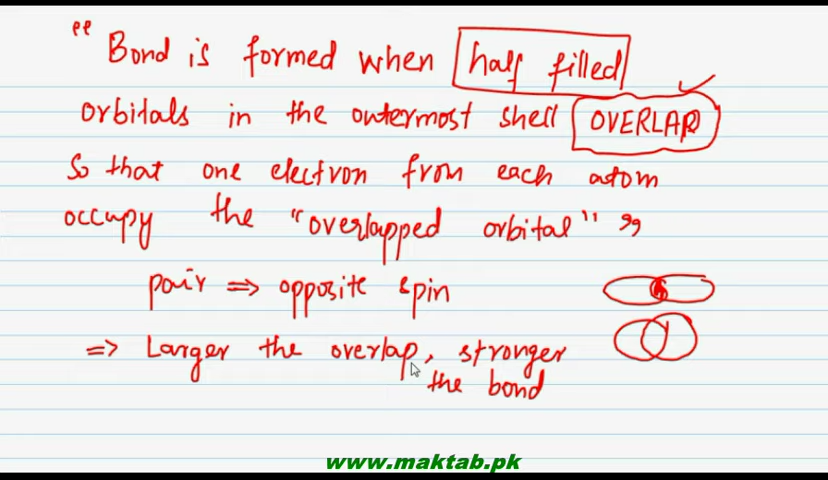 "Bond is formed when half filled
orbitals in the outermost shell OVERLAP
So that one electron from each atom
occupy the "overlapped orbital""
pair ⇒ opposite spin
⇒ Larger the overlap, stronger
the bond
www.maktab.pk